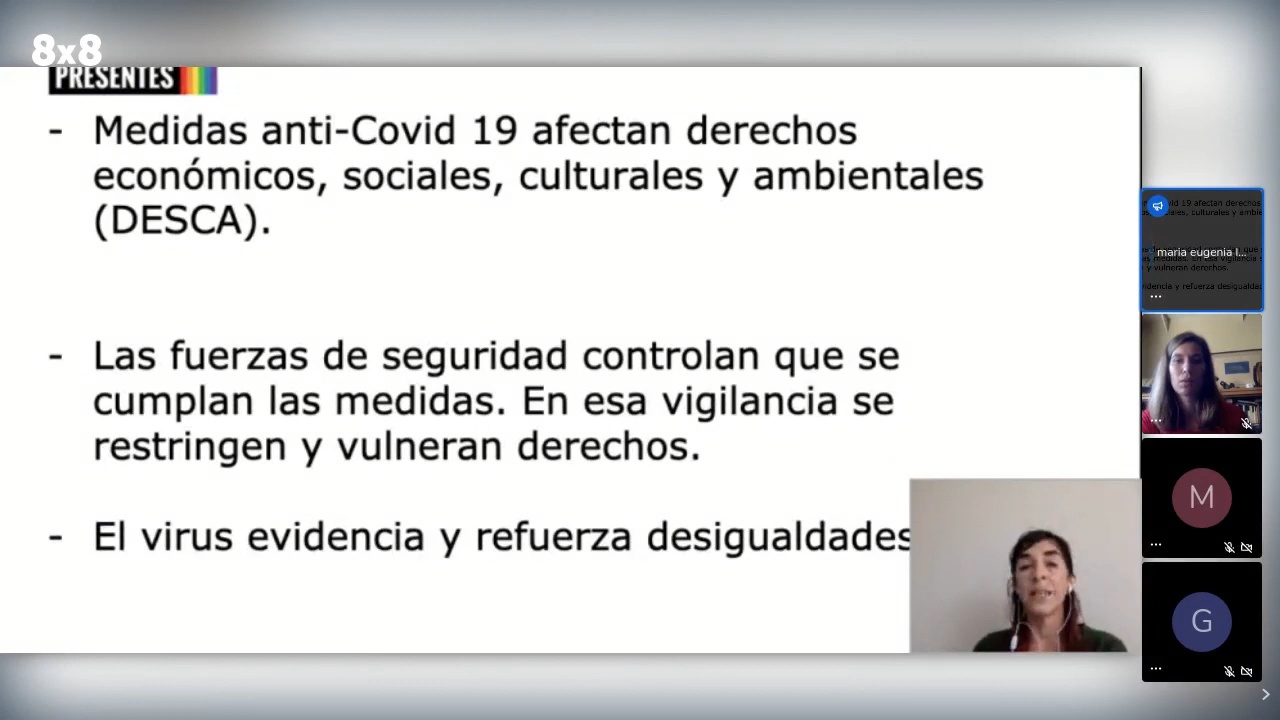 8x8
PRESENTES
- Medidas anti-Covid 19 afectan derechos
económicos, sociales, culturales y ambientales
(DESCA).
- Las fuerzas de seguridad controlan que se
cumplan las medidas. En esa vigilancia se
restringen y vulneran derechos.
- El virus evidencia y refuerza desigualdades
maria eugenia l...
M
G